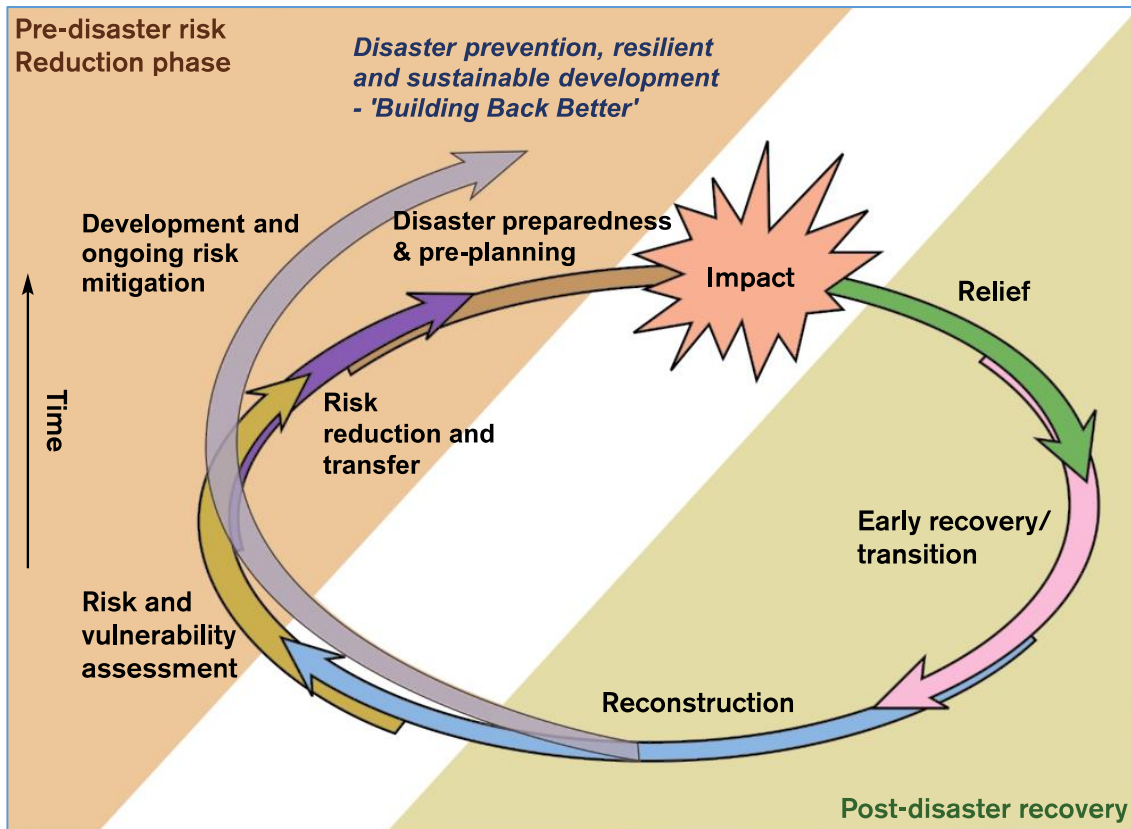 Pre-disaster risk
Reduction phase
Disaster prevention, resilient
and sustainable development
- 'Building Back Better'
Development and
ongoing risk
mitigation
Disaster preparedness
& pre-planning
Impact
Relief
Time
Risk
reduction and
transfer
Early recovery/
transition
Risk and
vulnerability
assessment
Reconstruction
Post-disaster recovery